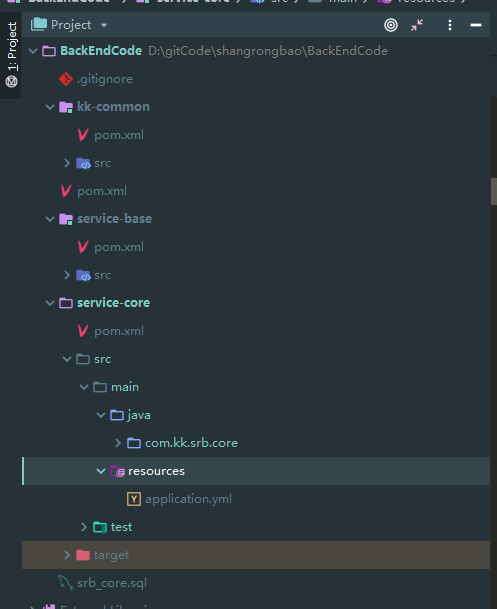 1: Project
Project
BackEndCode D:\gitCode\shangrongbao\BackEndCode
.gitignore
kk-common
pom.xml
src
pom.xml
service-base
pom.xml
src
service-core
pom.xml
src
main
java
com.kk.srb.core
resources
application.yml
test
target
srb_core.sql